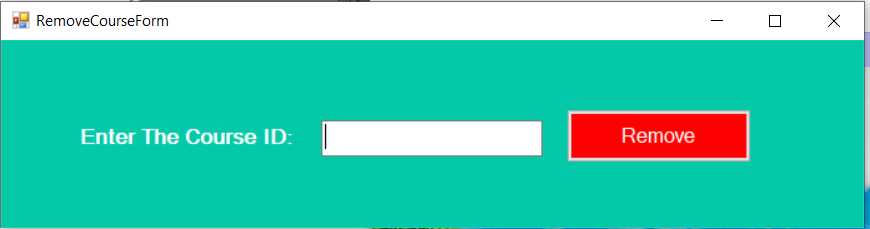 RemoveCourseForm
Enter The Course ID:
Remove